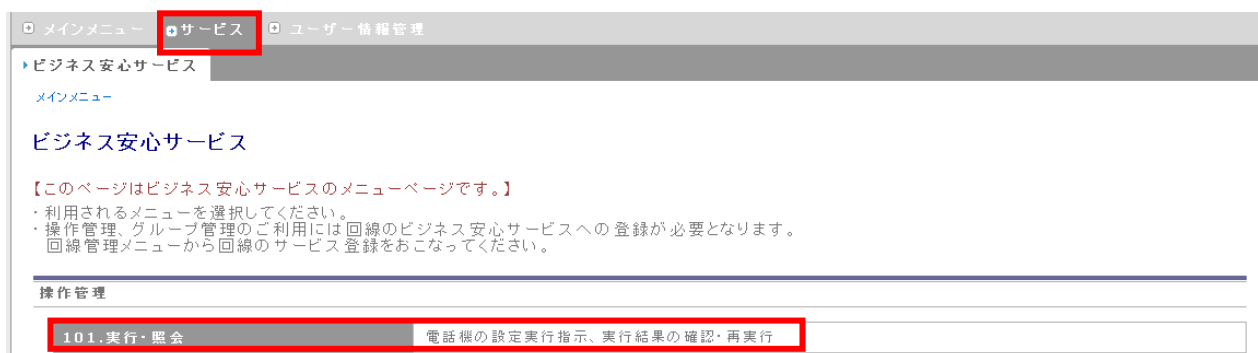 メインメニュー サービス ユーザー情報管理
ビジネス安心サービス
メインメニュー
ビジネス安心サービス
【このページはビジネス安心サービスのメニューページです。】
・利用されるメニューを選択してください。
・操作管理、グループ管理のご利用には回線のビジネス安心サービスへの登録が必要となります。
回線管理メニューから回線のサービス登録をおこなってください。
操作管理
101.実行・照会 電話機の設定実行指示、実行結果の確認・再実行